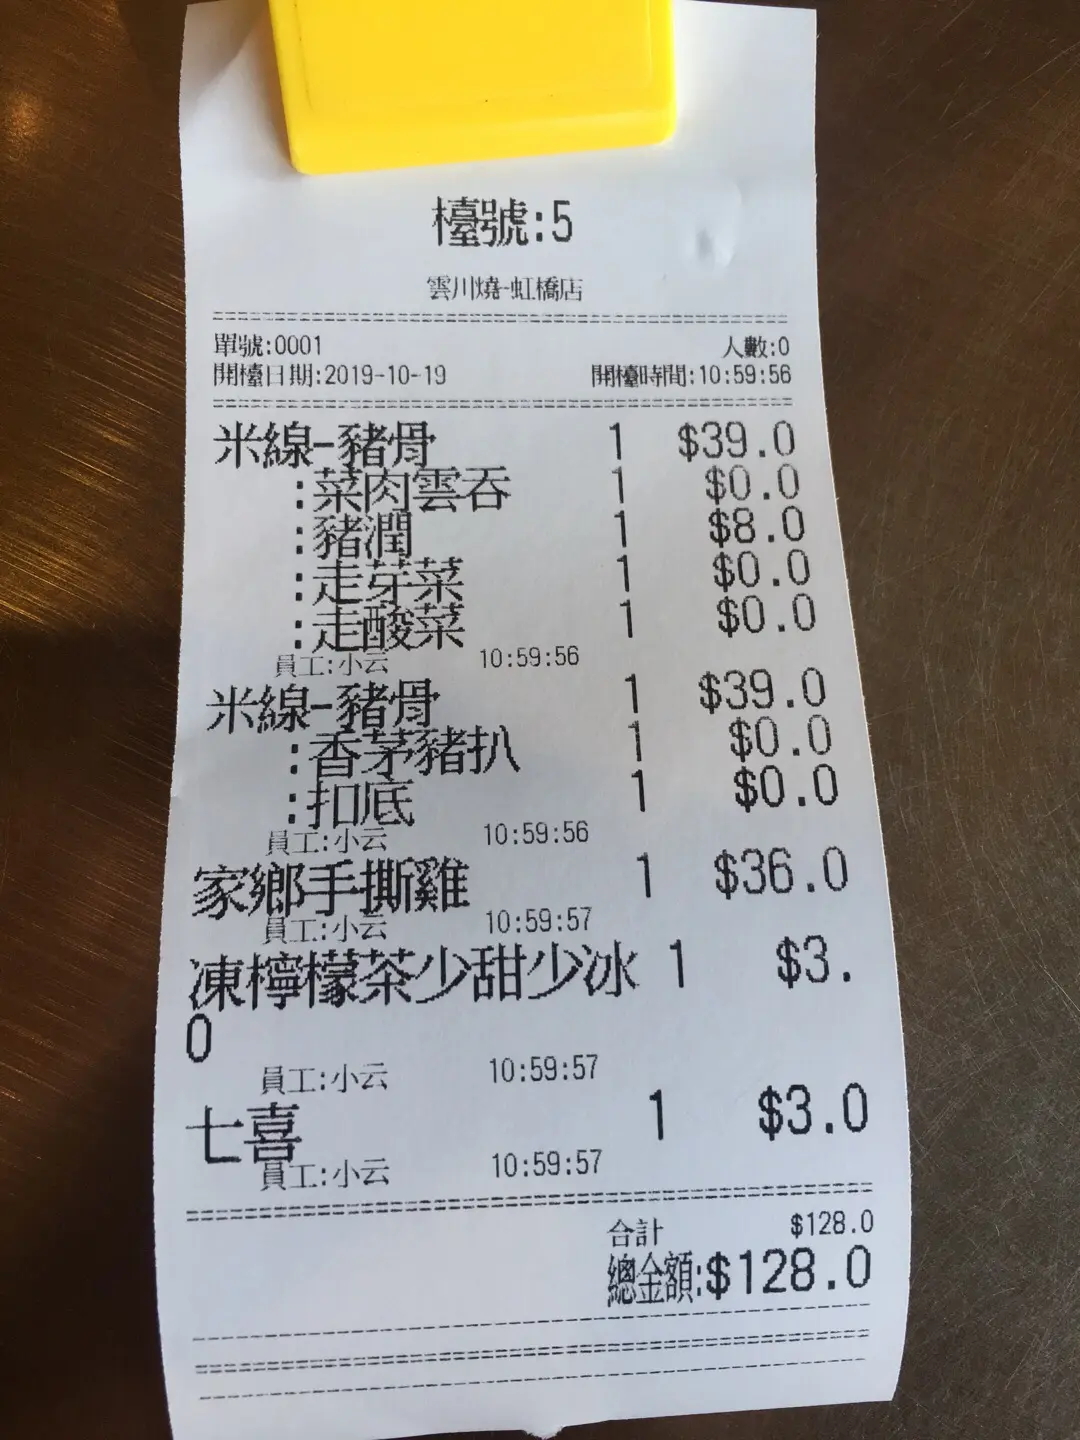 檯號:5
雲川燒-虹橋店
單號:0001 人數:0
開檯日期:2019-10-19 開檯時間:10:59:56
米線-豬骨 1 $39.0
:菜肉雲吞 1 $0.0
:豬潤 1 $8.0
:走芽菜 1 $0.0
:走酸菜 1 $0.0
員工:小云 10:59:56
米線-豬骨 1 $39.0
:香茅豬扒 1 $0.0
:扣底 1 $0.0
員工:小云 10:59:56
家鄉手撕雞 1 $36.0
員工:小云 10:59:57
凍檸檬茶少甜少冰 1 $3.
0
員工:小云 10:59:57
七喜 1 $3.0
員工:小云 10:59:57
合計 $128.0
總金額:$128.0